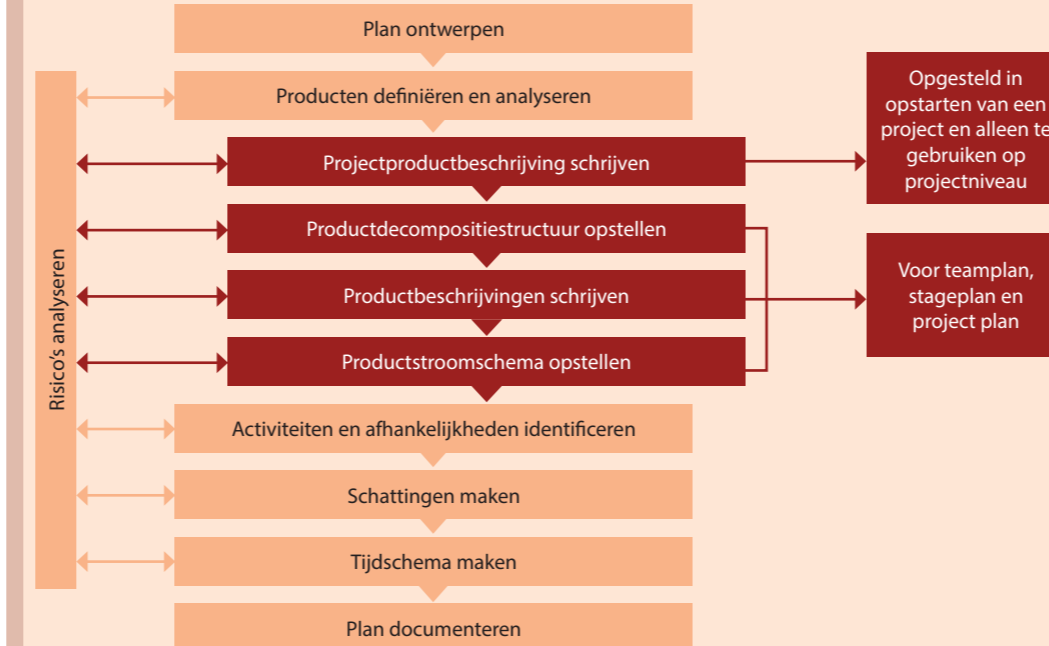 Plan ontwerpen
Producten definiëren en analyseren
Projectproductbeschrijving schrijven
Productdecompositiestructuur opstellen
Productbeschrijvingen schrijven
Productstroomschema opstellen
Activiteiten en afhankelijkheden identificeren
Schattingen maken
Tijdschema maken
Plan documenteren
Risico's analyseren
Opgesteld in
opstarten van een
project en alleen te
gebruiken op
projectniveau
Voor teamplan,
stageplan en
project plan